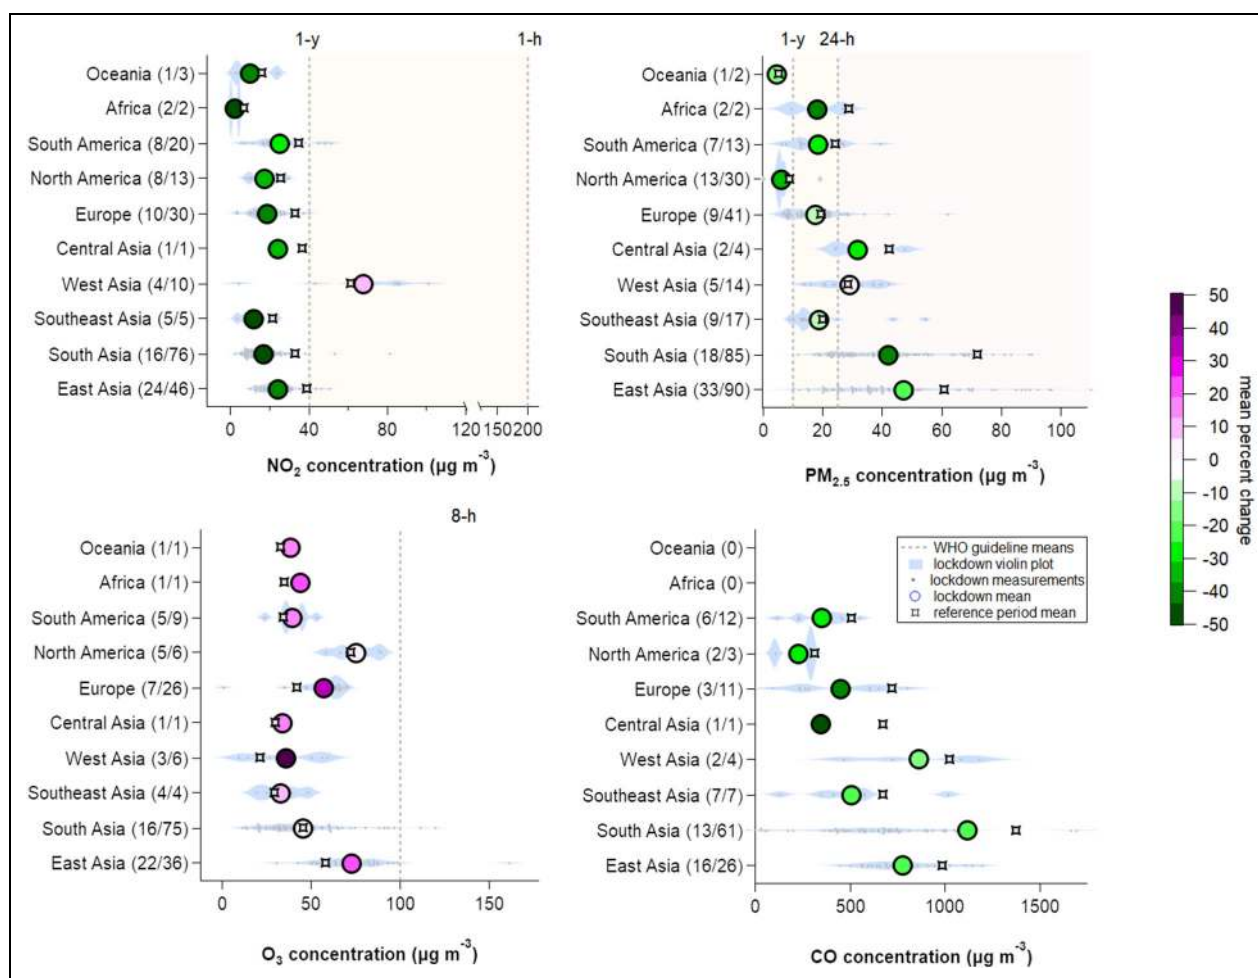 1-y 1-h
Oceania (1/3)
Africa (2/2)
South America (8/20)
North America (8/13)
Europe (10/30)
Central Asia (1/1)
West Asia (4/10)
Southeast Asia (5/5)
South Asia (16/76)
East Asia (24/46)
0 40 80 120 150 200
NO2 concentration (µg m-3)
1-y 24-h
Oceania (1/2)
Africa (2/2)
South America (7/13)
North America (13/30)
Europe (9/41)
Central Asia (2/4)
West Asia (5/14)
Southeast Asia (9/17)
South Asia (18/85)
East Asia (33/90)
0 20 40 60 80 100
PM2.5 concentration (µg m-3)
50
40
30
20
10
0
-10
-20
-30
-40
-50
mean percent change
8-h
Oceania (1/1)
Africa (1/1)
South America (5/9)
North America (5/6)
Europe (7/26)
Central Asia (1/1)
West Asia (3/6)
Southeast Asia (4/4)
South Asia (16/75)
East Asia (22/36)
0 50 100 150
O3 concentration (µg m-3)
Oceania (0)
Africa (0)
South America (6/12)
North America (2/3)
Europe (3/11)
Central Asia (1/1)
West Asia (2/4)
Southeast Asia (7/7)
South Asia (13/61)
East Asia (16/26)
WHO guideline means
lockdown violin plot
lockdown measurements
lockdown mean
reference period mean
0 500 1000 1500
CO concentration (µg m-3)